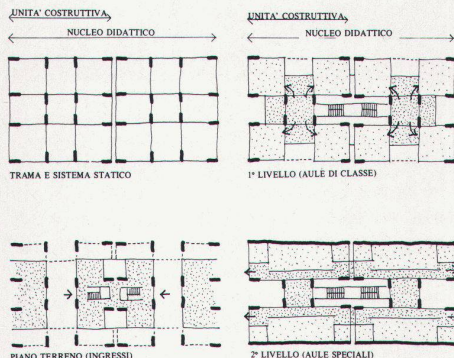 UNITA' COSTRUTTIVA
NUCLEO DIDATTICO
TRAMA E SISTEMA STATICO
UNITA' COSTRUTTIVA
NUCLEO DIDATTICO
1° LIVELLO (AULE DI CLASSE)
PIANO TERRENO (INGRESSI)
2° LIVELLO (AULE SPECIALI)